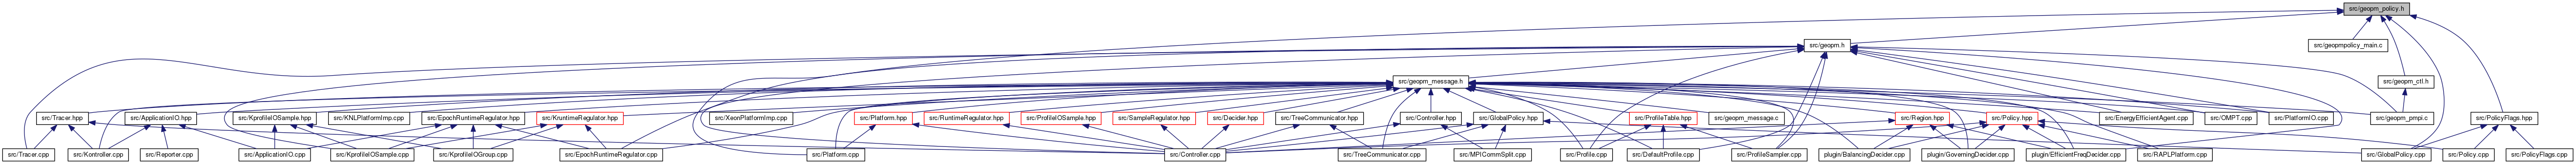 src/geopm_policy.h
src/geopm.h
src/geopmpolicy_main.c
src/geopm_message.h
src/geopm_ctl.h
src/Tracer.hpp
src/ApplicationIO.hpp
src/KprofileIOSample.hpp
src/KNLPlatformImp.cpp
src/EpochRuntimeRegulator.hpp
src/KruntimeRegulator.hpp
src/XeonPlatformImp.cpp
src/Platform.hpp
src/RuntimeRegulator.hpp
src/ProfileIOSample.hpp
src/SampleRegulator.hpp
src/Decider.hpp
src/TreeCommunicator.hpp
src/Controller.hpp
src/GlobalPolicy.hpp
src/ProfileTable.hpp
src/geopm_message.c
src/Region.hpp
src/Policy.hpp
src/EnergyEfficientAgent.cpp
src/OMPT.cpp
src/PlatformIO.cpp
src/geopm_pmpi.c
src/PolicyFlags.hpp
src/Tracer.cpp
src/Kontroller.cpp
src/Reporter.cpp
src/ApplicationIO.cpp
src/KprofileIOSample.cpp
src/KprofileIOGroup.cpp
src/EpochRuntimeRegulator.cpp
src/Platform.cpp
src/Controller.cpp
src/TreeCommunicator.cpp
src/MPICommSplit.cpp
src/Profile.cpp
src/DefaultProfile.cpp
src/ProfileSampler.cpp
plugin/BalancingDecider.cpp
plugin/GoverningDecider.cpp
plugin/EfficientFreqDecider.cpp
src/RAPLPlatform.cpp
src/GlobalPolicy.cpp
src/Policy.cpp
src/PolicyFlags.cpp